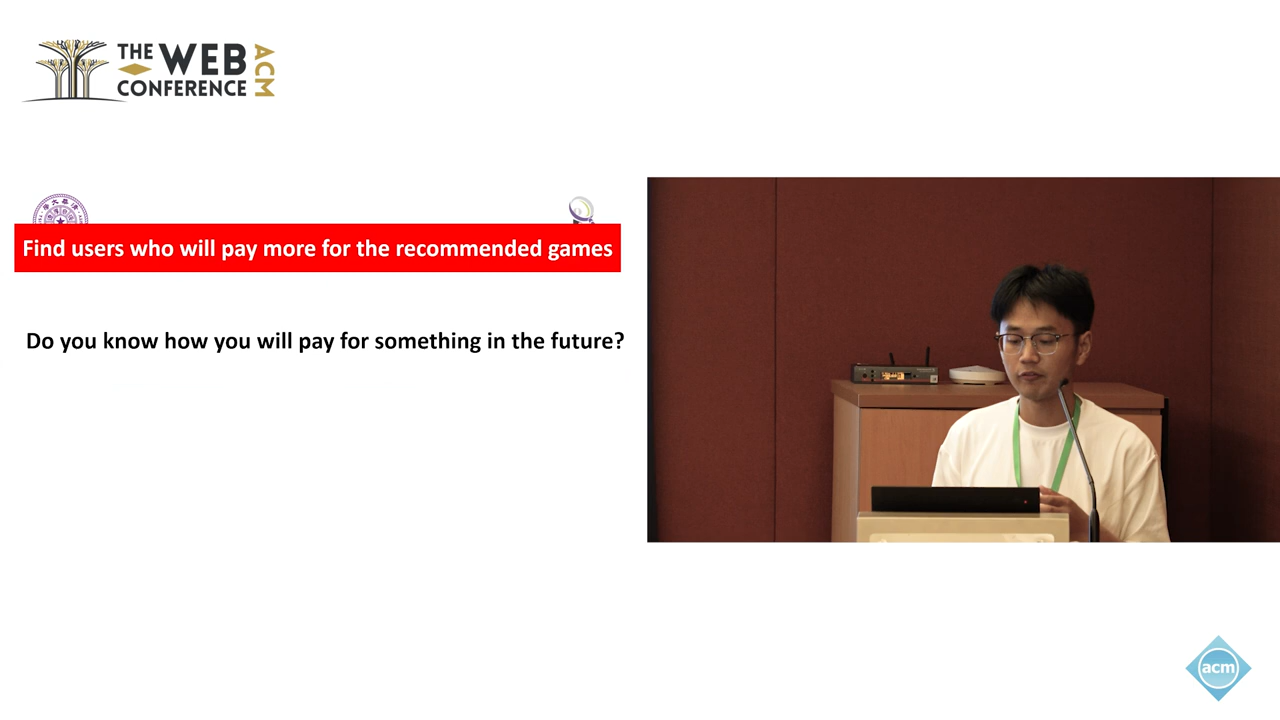 THE
WEB
CONFERENCE
ACM
Find users who will pay more for the recommended games
Do you know how you will pay for something in the future?
acm